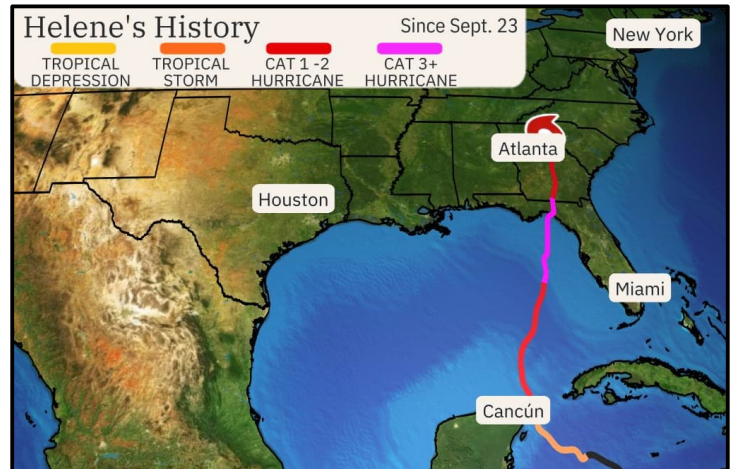 Helene's History
Since Sept. 23
TROPICAL
DEPRESSION
TROPICAL
STORM
CAT 1 -2
HURRICANE
CAT 3+
HURRICANE
New York
Atlanta
Houston
Miami
Cancún